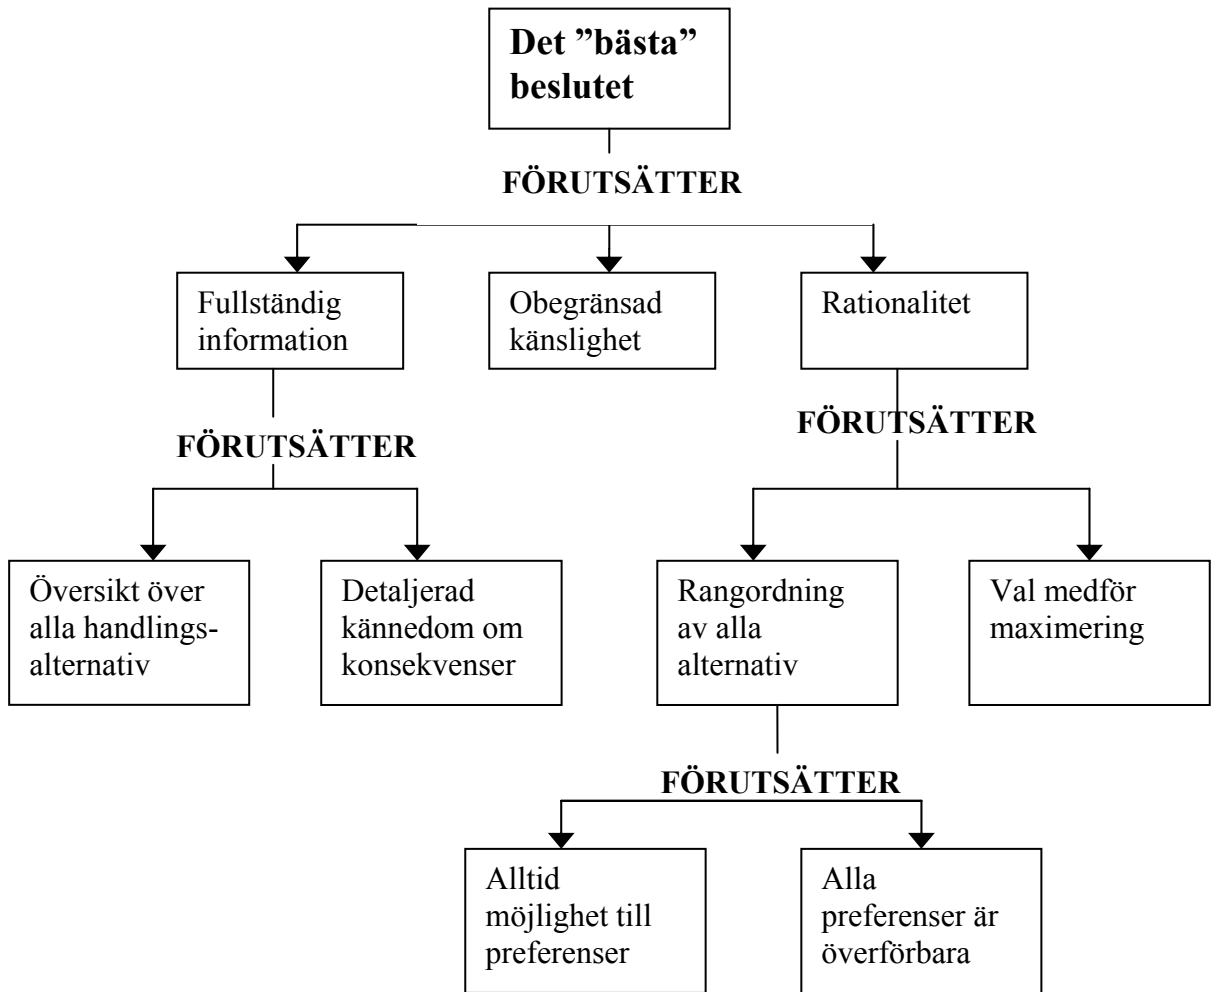 Det ”bästa”
beslutet
FÖRUTSÄTTER
Fullständig
information
Obegränsad
känslighet
Rationalitet
FÖRUTSÄTTER
FÖRUTSÄTTER
Översikt över
alla handlings-
alternativ
Detaljerad
kännedom om
konsekvenser
Rangordning
av alla
alternativ
Val medför
maximering
FÖRUTSÄTTER
Alltid
möjlighet till
preferenser
Alla
preferenser är
överförbara